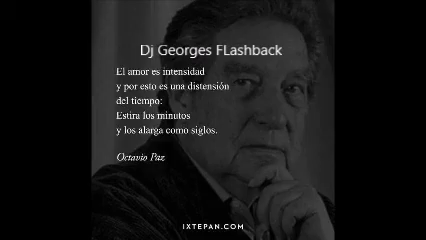 Dj Georges FLashback
El amor es intensidad
y por esto es una distensión
del tiempo:
Estira los minutos
y los alarga como siglos.
Octavio Paz
IXTEPAN.COM